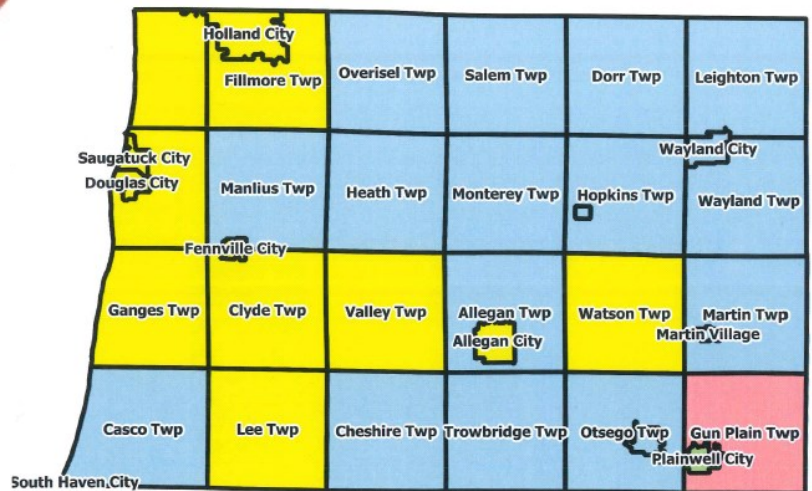 Holland City
Fillmore Twp
Overisel Twp
Salem Twp
Dorr Twp
Leighton Twp
Saugatuck City
Douglas City
Manlius Twp
Heath Twp
Monterey Twp
Hopkins Twp
Wayland City
Wayland Twp
Fennville City
Ganges Twp
Clyde Twp
Valley Twp
Allegan Twp
Allegan City
Watson Twp
Martin Twp
Martin Village
Casco Twp
Lee Twp
Cheshire Twp
Trowbridge Twp
Otsego Twp
Gun Plain Twp
Plainwell City
South Haven City